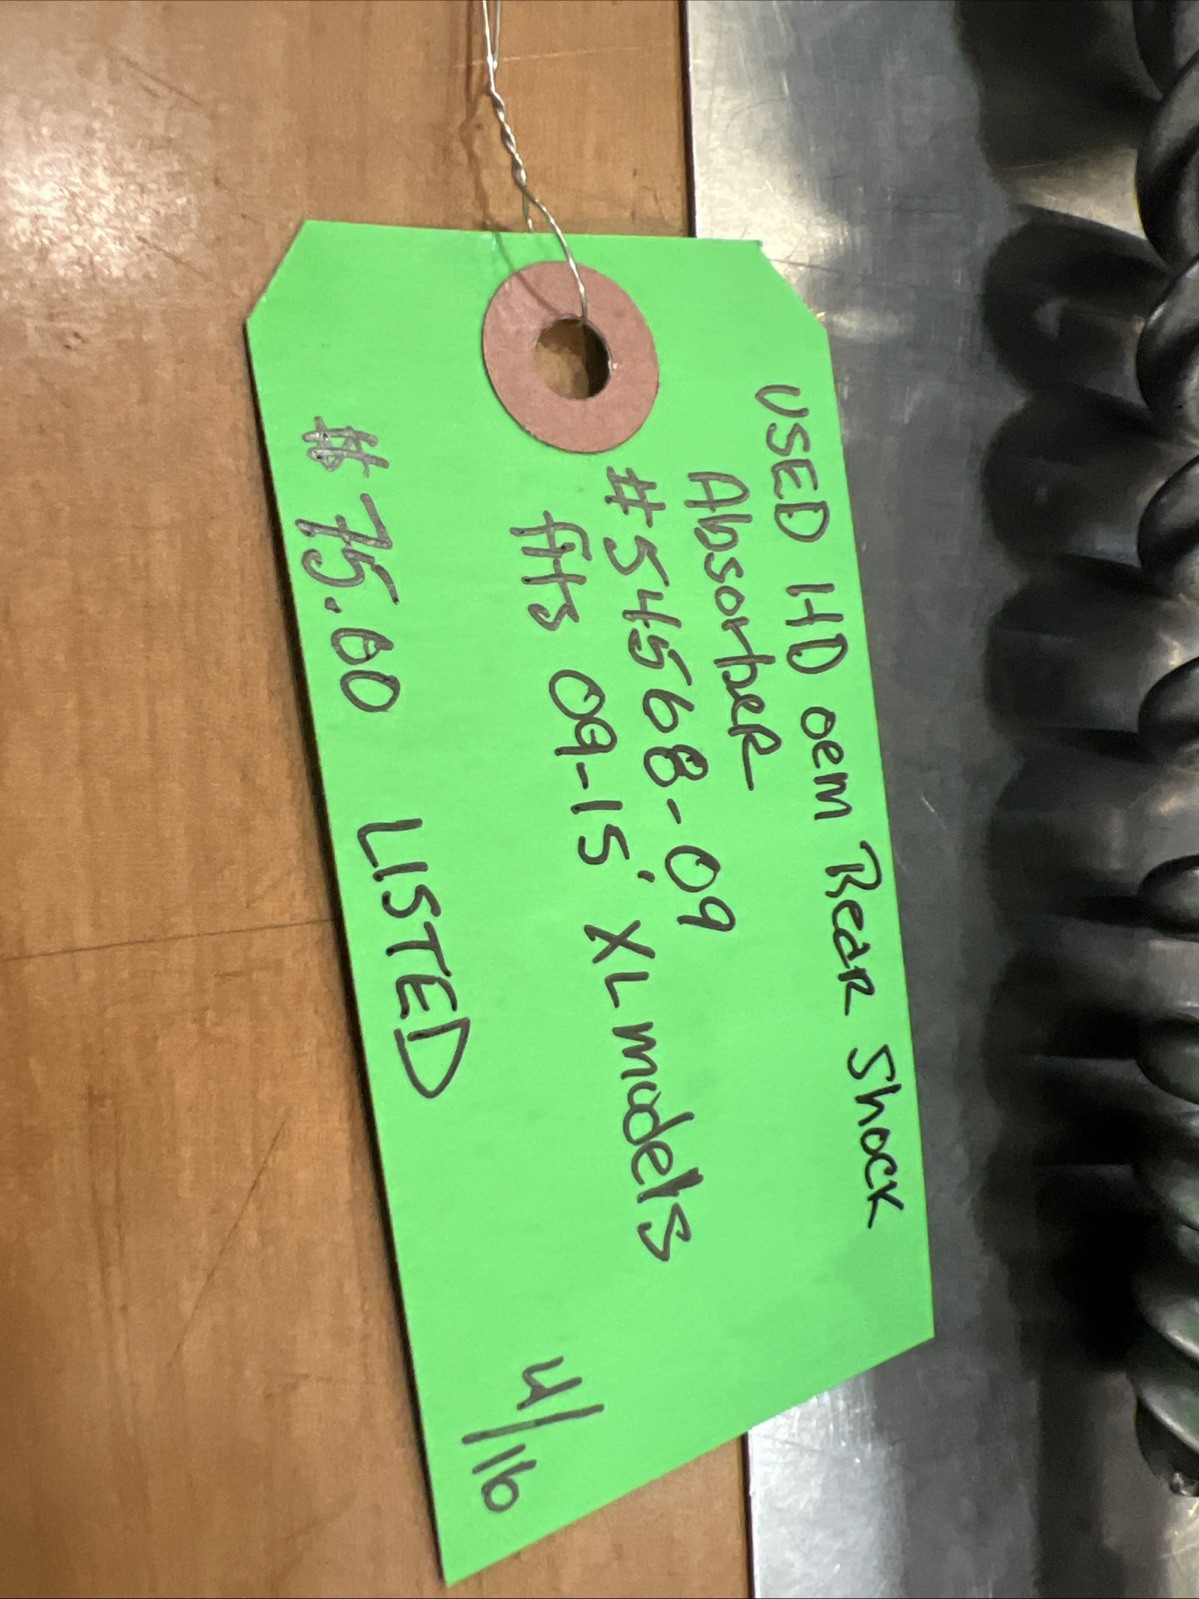 USED HD oem Rear Shock
Absorber
#54568-09
fits 09-15' XL models
$75.00 LISTED
4/16